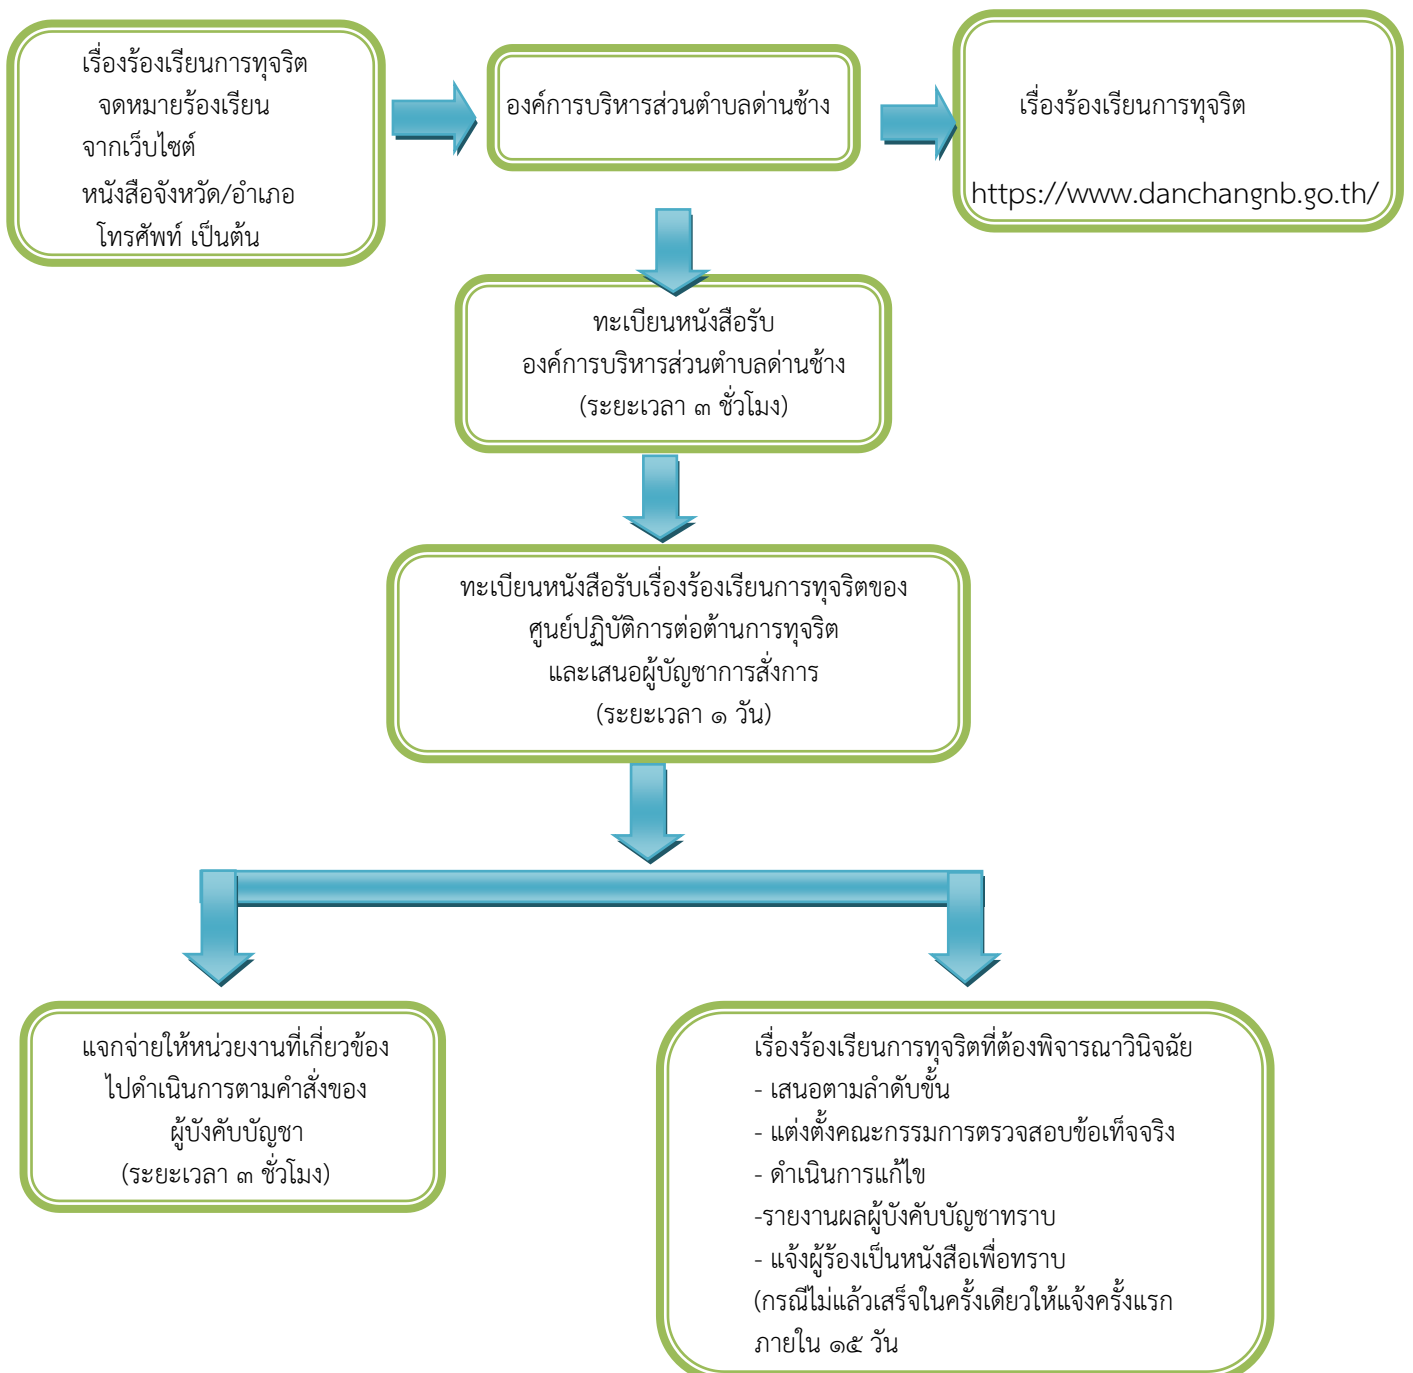 เรื่องร้องเรียนการทุจริต
จดหมายร้องเรียน
จากเว็บไซต์
หนังสือจังหวัด/อำเภอ
โทรศัพท์ เป็นต้น
องค์การบริหารส่วนตำบลด่านช้าง
เรื่องร้องเรียนการทุจริต
https://www.danchangnb.go.th/
ทะเบียนหนังสือรับ
องค์การบริหารส่วนตำบลด่านช้าง
(ระยะเวลา ๓ ชั่วโมง)
ทะเบียนหนังสือรับเรื่องร้องเรียนการทุจริตของ
ศูนย์ปฏิบัติการต่อต้านการทุจริต
และเสนอผู้บัญชาการสั่งการ
(ระยะเวลา ๑ วัน)
แจกจ่ายให้หน่วยงานที่เกี่ยวข้อง
ไปดำเนินการตามคำสั่งของ
ผู้บังคับบัญชา
(ระยะเวลา ๓ ชั่วโมง)
เรื่องร้องเรียนการทุจริตที่ต้องพิจารณาวินิจฉัย
- เสนอตามลำดับขั้น
- แต่งตั้งคณะกรรมการตรวจสอบข้อเท็จจริง
- ดำเนินการแก้ไข
-รายงานผลผู้บังคับบัญชาทราบ
- แจ้งผู้ร้องเป็นหนังสือเพื่อทราบ
(กรณีไม่แล้วเสร็จในครั้งเดียวให้แจ้งครั้งแรก
ภายใน ๑๕ วัน